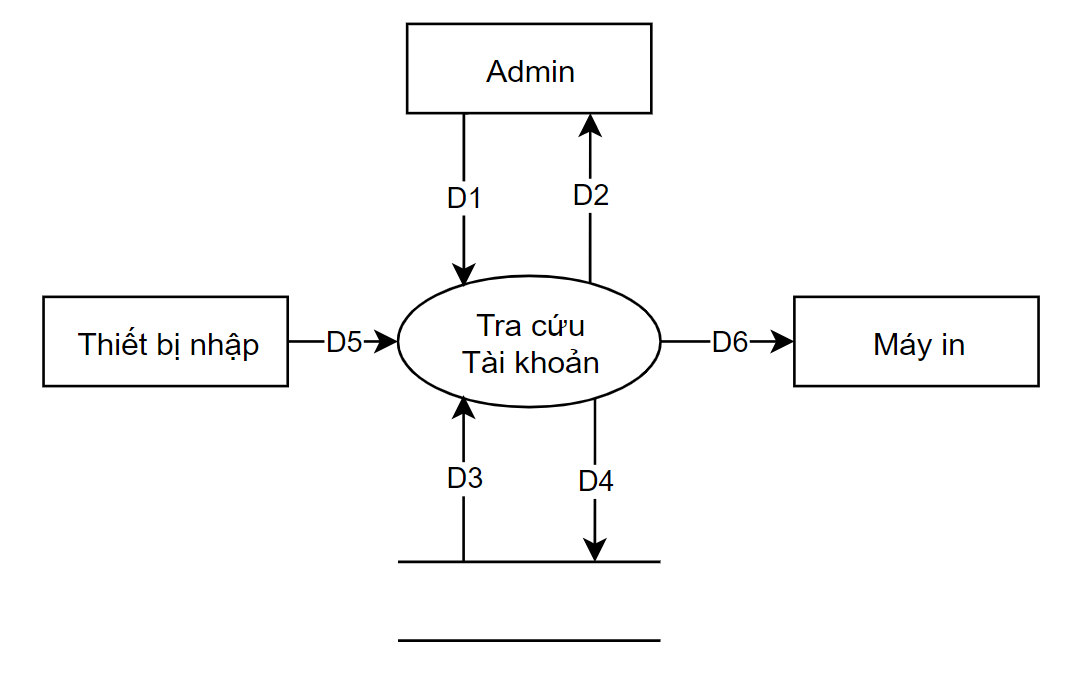 Admin
D1
D2
Tra cứu
Tài khoản
Thiết bị nhập
D5
D6
Máy in
D3
D4